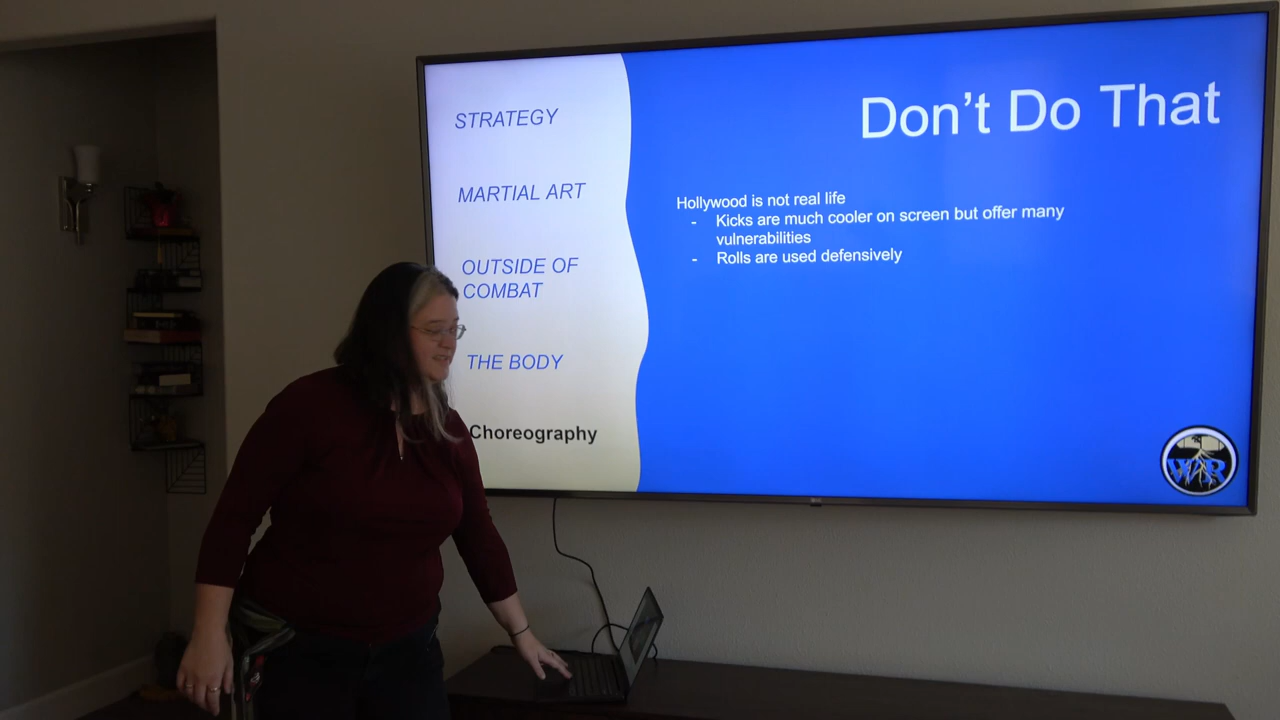 STRATEGY
MARTIAL ART
OUTSIDE OF
COMBAT
THE BODY
Choreography
Don't Do That
Hollywood is not real life
- Kicks are much cooler on screen but offer many
vulnerabilities
- Rolls are used defensively
WR